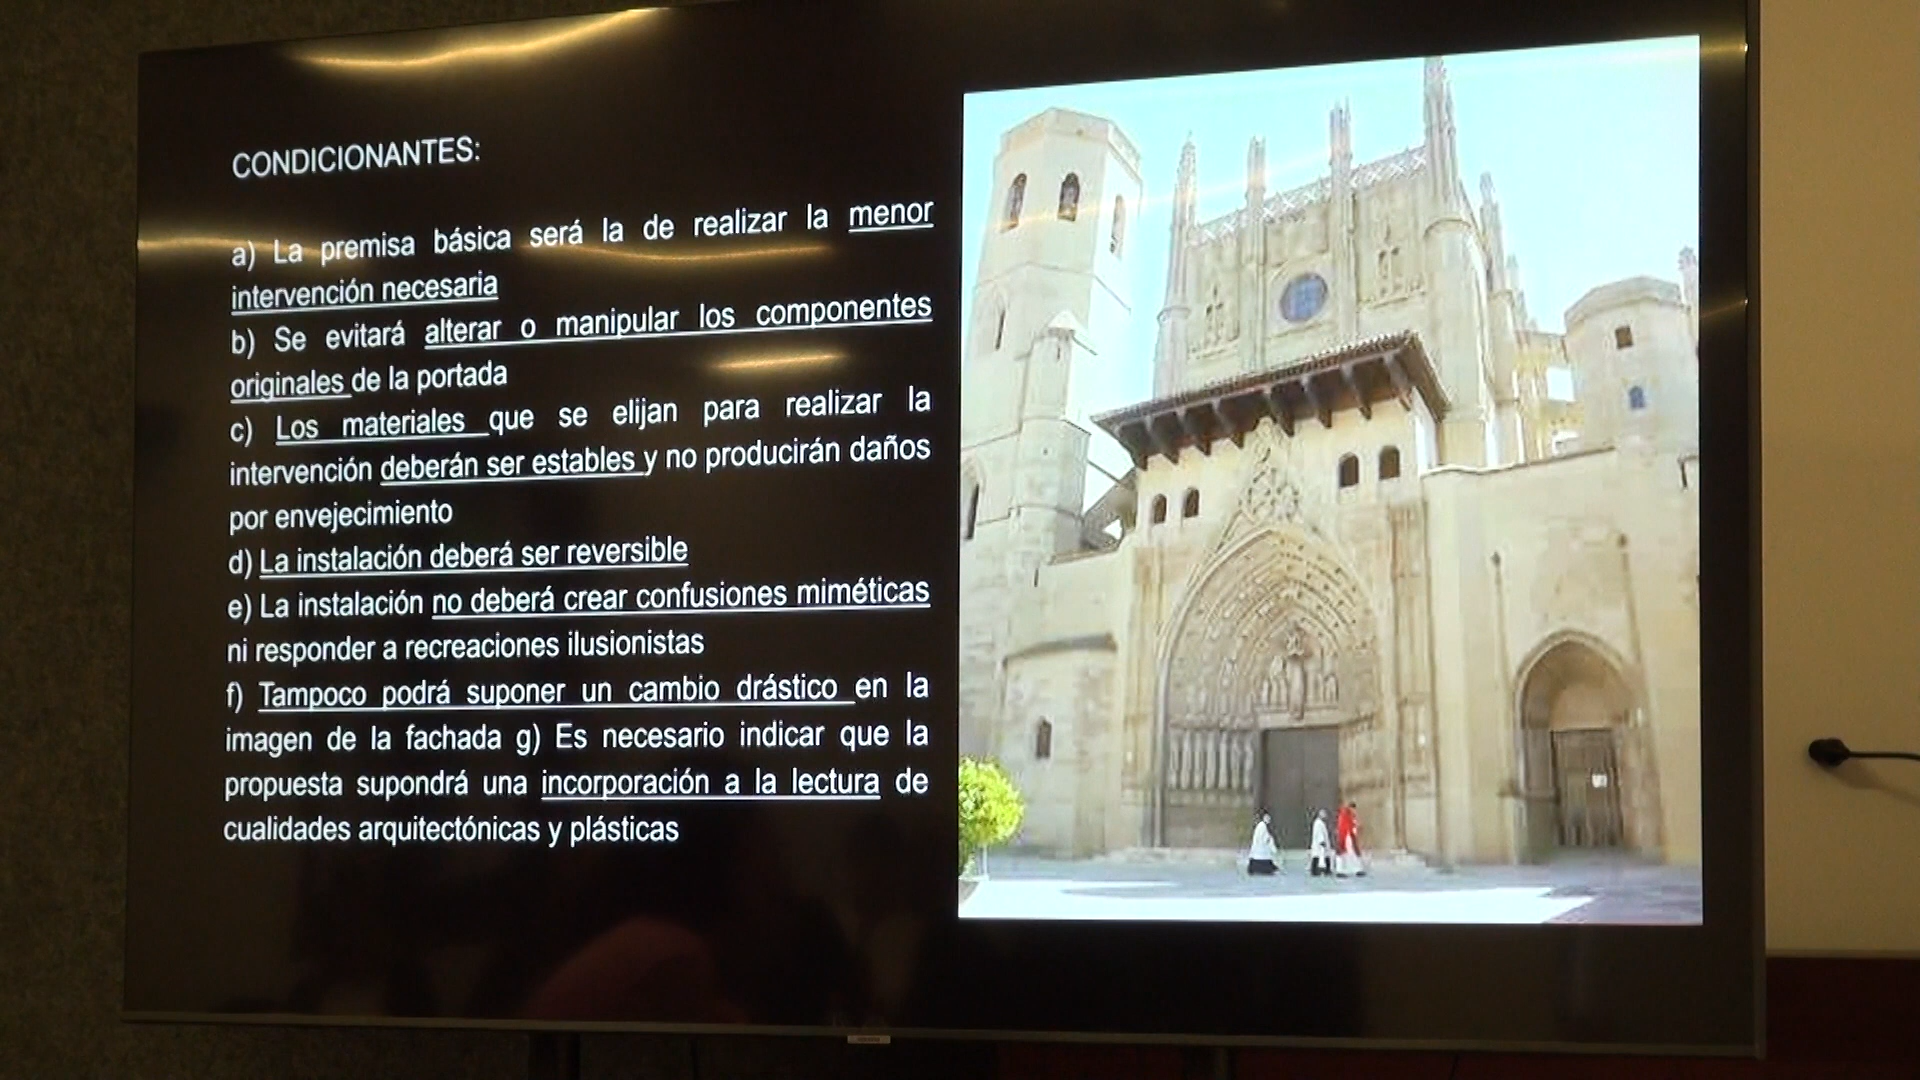 CONDICIONANTES:
a) La premisa básica será la de realizar la menor
intervención necesaria
b) Se evitará alterar o manipular los componentes
originales de la portada
c) Los materiales que se elijan para realizar la
intervención deberán ser estables y no producirán daños
por envejecimiento
d) La instalación deberá ser reversible
e) La instalación no deberá crear confusiones miméticas
ni responder a recreaciones ilusionistas
f) Tampoco podrá suponer un cambio drástico en la
imagen de la fachada g) Es necesario indicar que la
propuesta supondrá una incorporación a la lectura de
cualidades arquitectónicas y plásticas